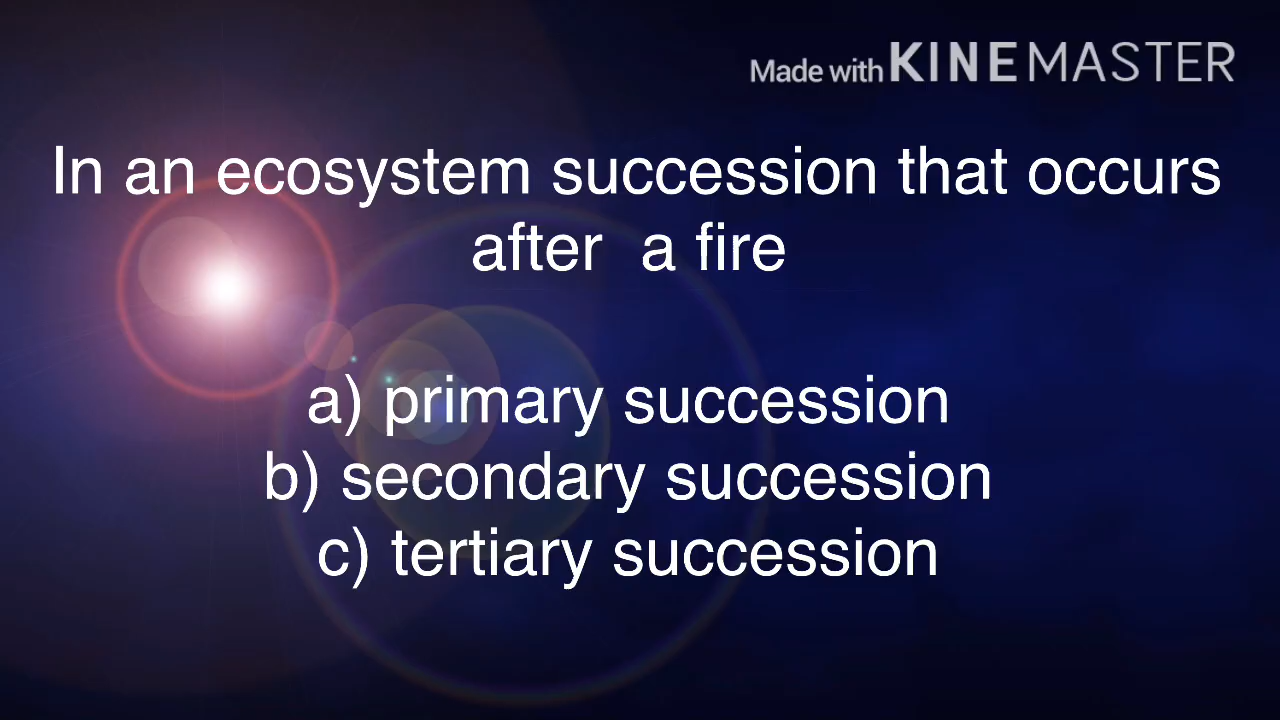 Made with KINEMASTER
In an ecosystem succession that occurs
after a fire
a) primary succession
b) secondary succession
c) tertiary succession